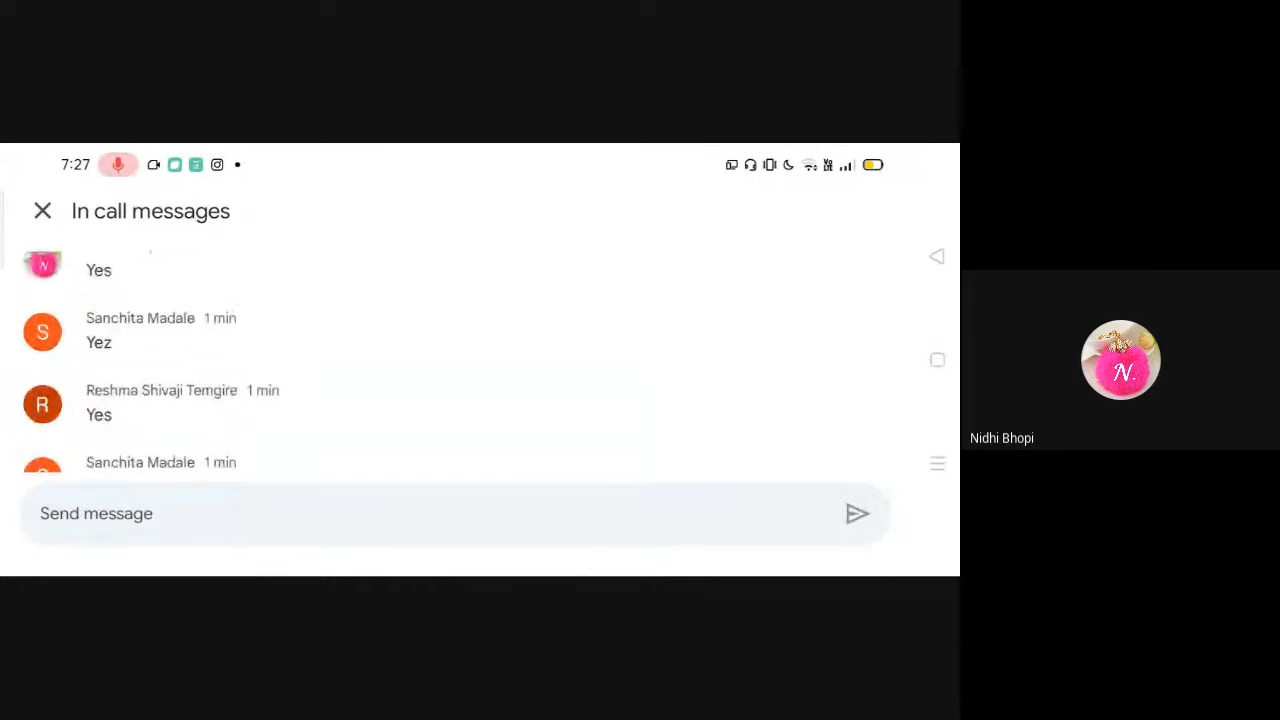 7:27
In call messages
Yes
Sanchita Madale 1 min
Yez
Reshma Shivaji Temgire 1 min
Yes
Sanchita Madale 1 min
Send message
N.
Nidhi Bhopi